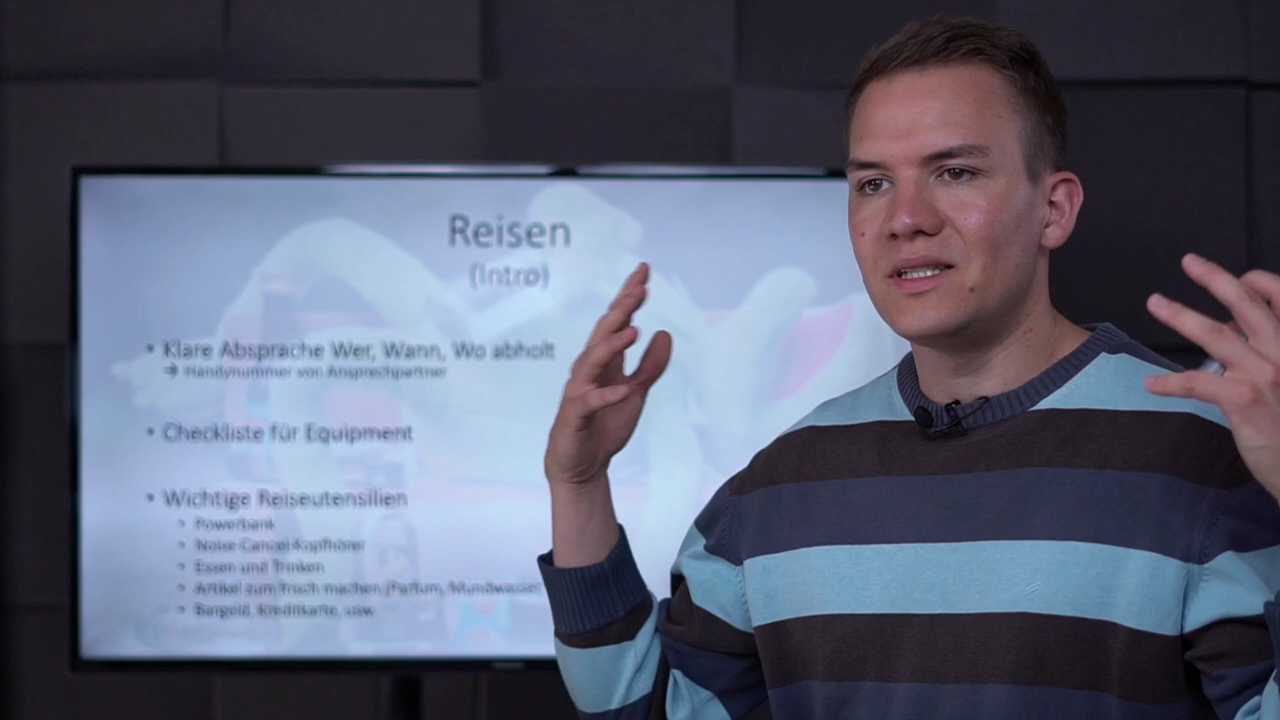 Reisen
(Intro)
• Klare Absprache Wer, Wann, Wo abholt
→ Handynummer von Ansprechpartner
• Checkliste für Equipment
• Wichtige Reiseutensilien
• Powerbank
• Noise-Cancel-Kopfhörer
• Essen und Trinken
• Artikel zum frisch machen (Parfum, Mundwasser
• Bargeld, Kreditkarte, usw